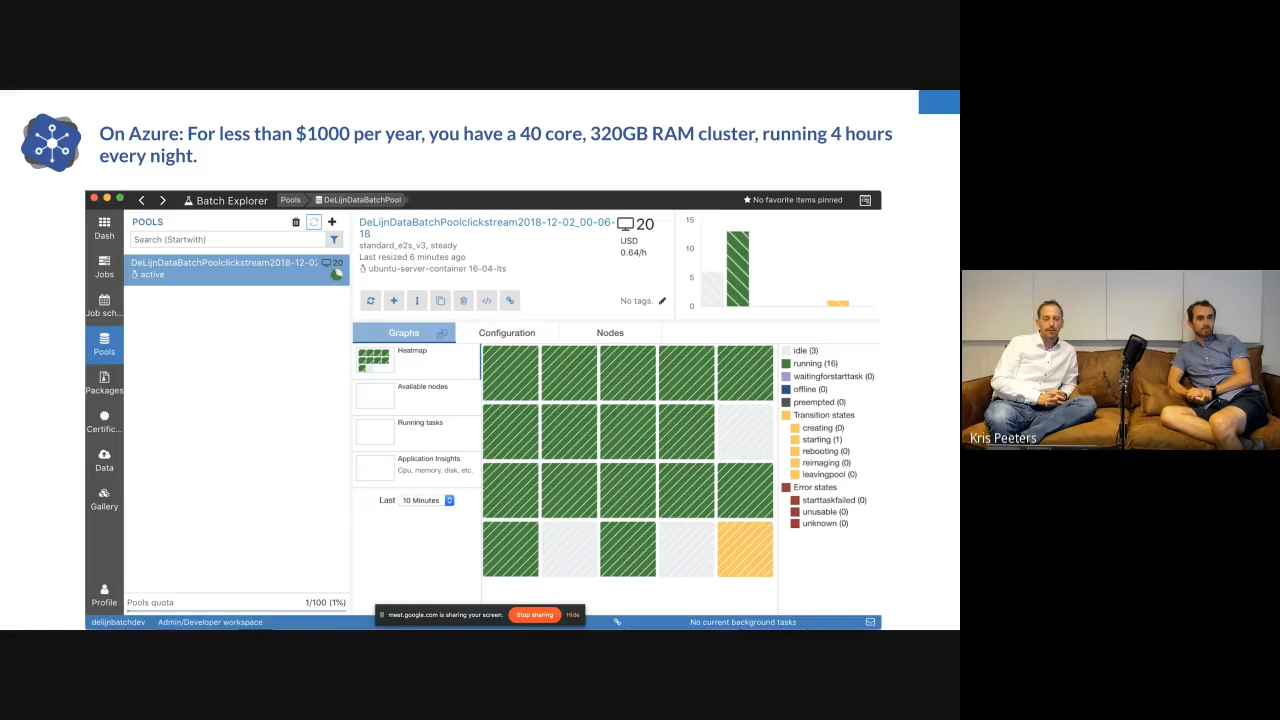 On Azure: For less than $1000 per year, you have a 40 core, 320GB RAM cluster, running 4 hours
every night.
Batch Explorer
Pools
DeLijnDataBatchPool
No favorite items pinned
Dash
Jobs
Job sch...
Pools
Packages
Certific...
Data
Gallery
Profile
POOLS
Search (Startwith)
DeLijnDataBatchPoolclickstream2018-12-02
20
active
Pools quota
1/100 (1%)
DeLijnDataBatchPoolclickstream2018-12-02_00-06-
18
standard_e2s_v3, steady
Last resized 6 minutes ago
ubuntu-server-container 16-04-lts
20
USD
0.64/h
No tags.
15
10
5
0
Graphs
Configuration
Nodes
Heatmap
Available nodes
Running tasks
Application Insights
Cpu, memory, disk, etc.
Last
10 Minutes
idle (3)
running (16)
waitingforstarttask (0)
offline (0)
preempted (0)
Transition states
creating (0)
starting (1)
rebooting (0)
reimaging (0)
leavingpool (0)
Error states
starttaskfailed (0)
unusable (0)
unknown (0)
meet.google.com is sharing your screen.
Stop sharing
Hide
delijnbatchdev
Admin/Developer workspace
No current background tasks
Kris Peeters